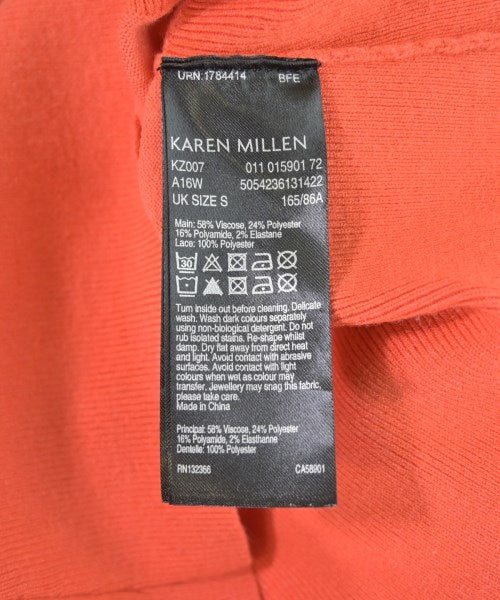 URN:1784414 BFE
KAREN MILLEN
KZ007 011 015901 72
A16W 5054236131422
UK SIZE S 165/86A
Main: 58% Viscose, 24% Polyester
16% Polyamide, 2% Elastane
Lace: 100% Polyester
30
Turn inside out before cleaning. Delicate
wash. Wash dark colours separately
using non-biological detergent. Do not
rub isolated stains. Re-shape whilst
damp. Dry flat away from direct heat
and light. Avoid contact with abrasive
surfaces. Avoid contact with light
colours when wet as colour may
transfer. Jewellery may snag this fabric,
please take care.
Made in China
Principal: 58% Viscose, 24% Polyester
16% Polyamide, 2% Elasthanne
Dentelle: 100% Polyester
RN132366 CA58901